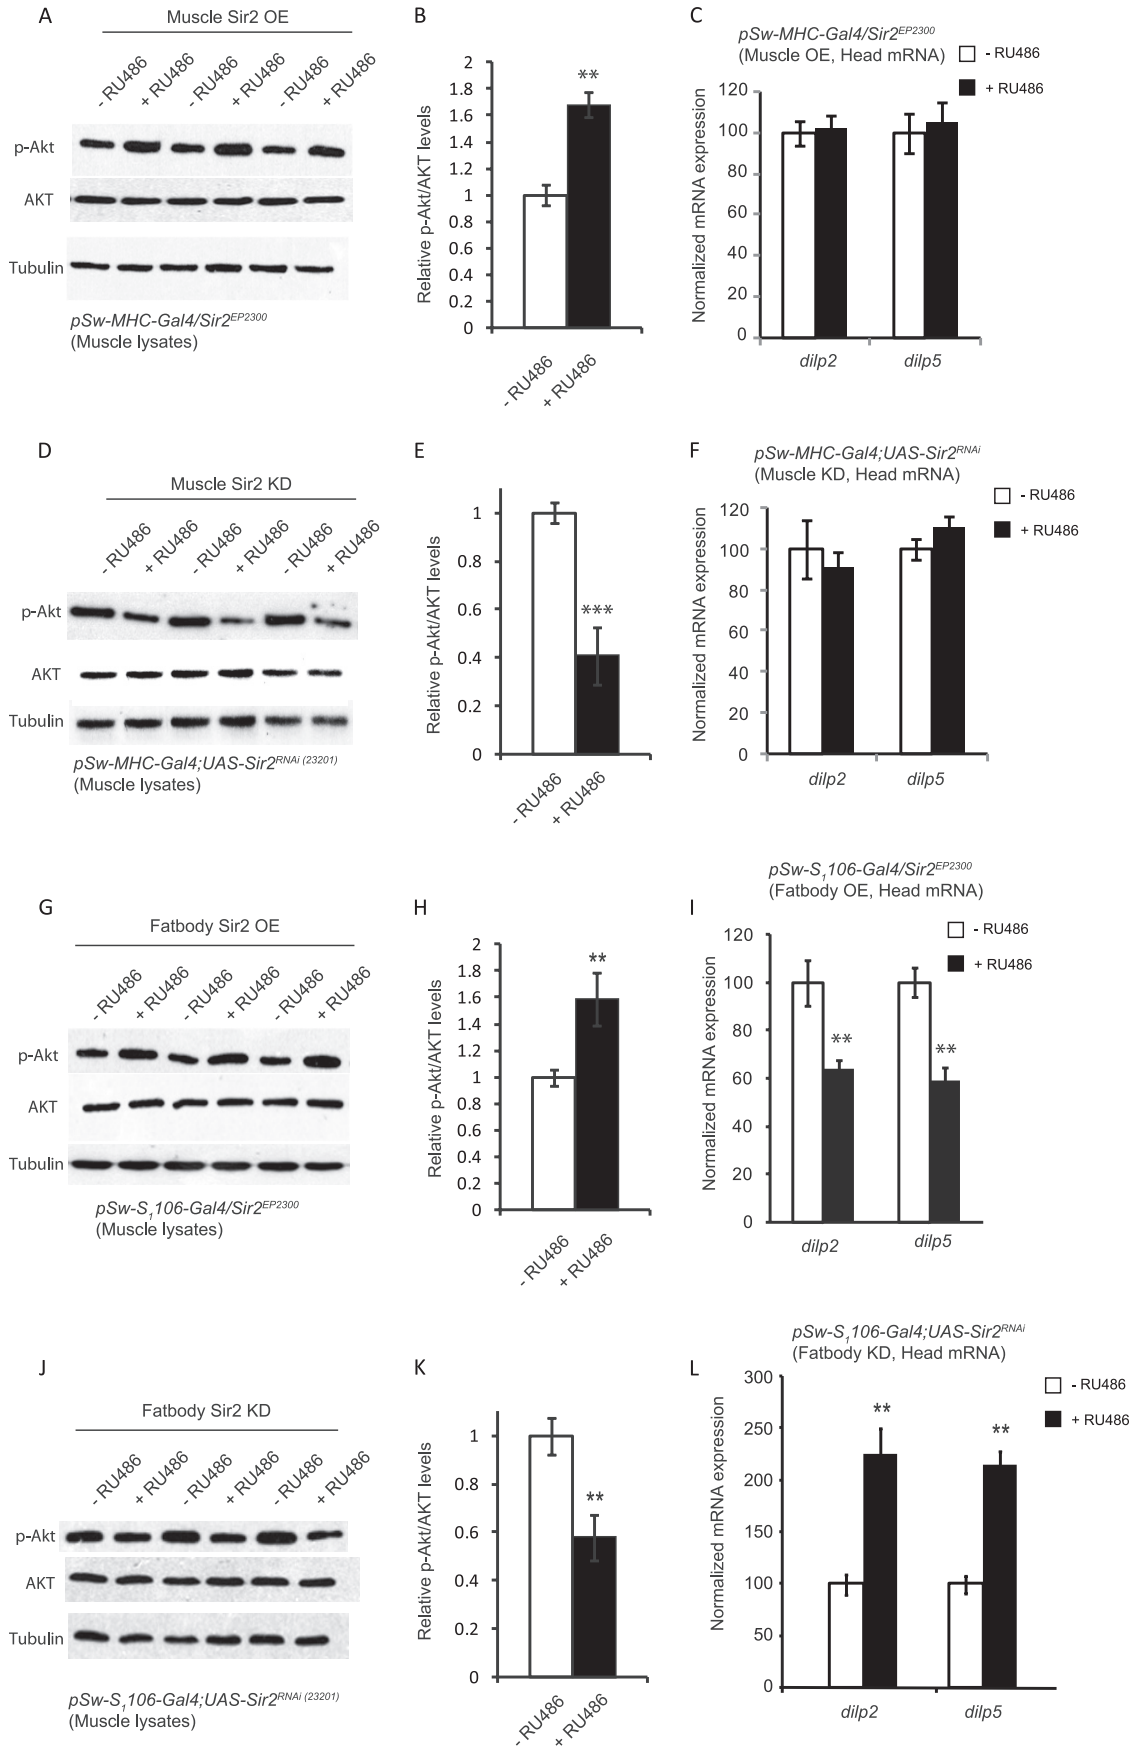 A
Muscle Sir2 OE
- RU486
+ RU486
- RU486
+ RU486
- RU486
+ RU486
p-Akt
AKT
Tubulin
pSw-MHC-Gal4/Sir2EP2300
(Muscle lysates)
B
Relative p-Akt/AKT levels
2
1.8
1.6
1.4
1.2
1
0.8
0.6
0.4
0.2
0
**
- RU486
+ RU486
C
pSw-MHC-Gal4/Sir2EP2300
(Muscle OE, Head mRNA)
- RU486
+ RU486
Normalized mRNA expression
120
100
80
60
40
20
0
dilp2
dilp5
D
Muscle Sir2 KD
- RU486
+ RU486
- RU486
+ RU486
- RU486
+ RU486
p-Akt
AKT
Tubulin
pSw-MHC-Gal4;UAS-Sir2RNAi (23201)
(Muscle lysates)
E
Relative p-Akt/AKT levels
1
0.8
0.6
0.4
0.2
0
***
- RU486
+ RU486
F
pSw-MHC-Gal4;UAS-Sir2RNAi
(Muscle KD, Head mRNA)
- RU486
+ RU486
Normalized mRNA expression
120
100
80
60
40
20
0
dilp2
dilp5
G
Fatbody Sir2 OE
- RU486
+ RU486
- RU486
+ RU486
- RU486
+ RU486
p-Akt
AKT
Tubulin
pSw-S1106-Gal4/Sir2EP2300
(Muscle lysates)
H
Relative p-Akt/AKT levels
2
1.8
1.6
1.4
1.2
1
0.8
0.6
0.4
0.2
0
**
- RU486
+ RU486
I
pSw-S1106-Gal4/Sir2EP2300
(Fatbody OE, Head mRNA)
- RU486
+ RU486
Normalized mRNA expression
120
100
80
60
40
20
0
**
**
dilp2
dilp5
J
Fatbody Sir2 KD
- RU486
+ RU486
- RU486
+ RU486
- RU486
+ RU486
p-Akt
AKT
Tubulin
pSw-S1106-Gal4;UAS-Sir2RNAi (23201)
(Muscle lysates)
K
Relative p-Akt/AKT levels
1
0.8
0.6
0.4
0.2
0
**
- RU486
+ RU486
L
pSw-S1106-Gal4;UAS-Sir2RNAi
(Fatbody KD, Head mRNA)
- RU486
+ RU486
Normalized mRNA expression
300
250
200
150
100
50
0
**
**
dilp2
dilp5